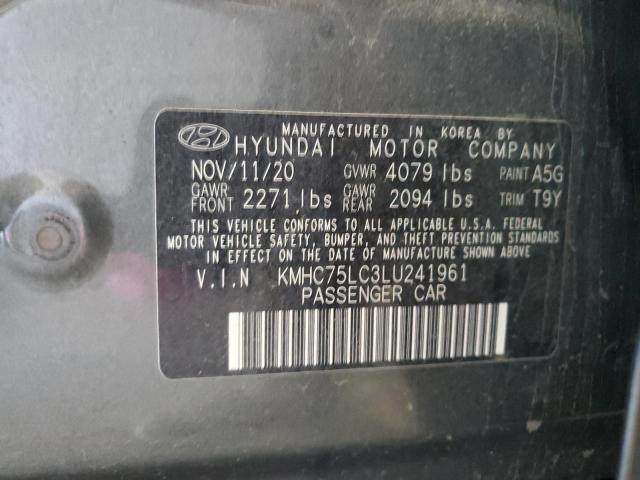 MANUFACTURED IN KOREA BY
HYUNDAI MOTOR COMPANY
NOV/11/20 GVWR 4079 lbs PAINT A5G
GAWR FRONT 2271 lbs GAWR REAR 2094 lbs TRIM T9Y
THIS VEHICLE CONFORMS TO ALL APPLICABLE U.S.A. FEDERAL
MOTOR VEHICLE SAFETY, BUMPER, AND THEFT PREVENTION STANDARDS
IN EFFECT ON THE DATE OF MANUFACTURE SHOWN ABOVE.
V.I.N KMHC75LC3LU241961
PASSENGER CAR